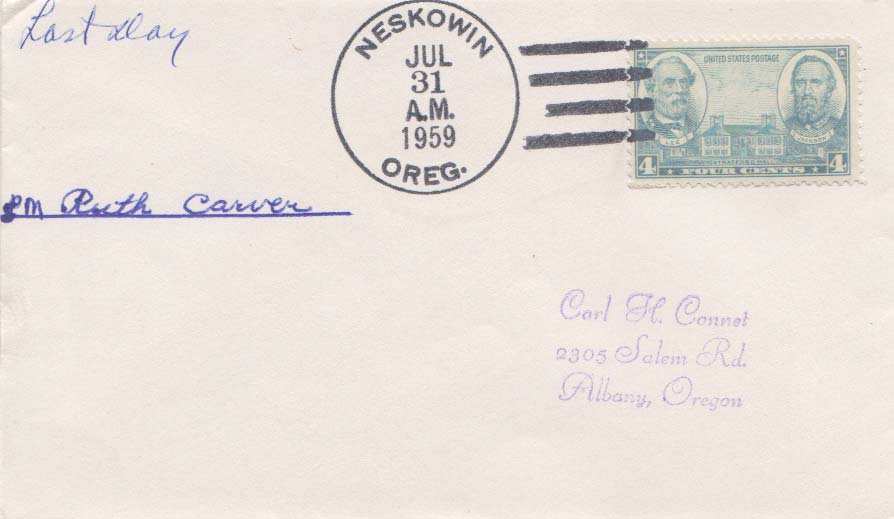 Last day
NESKOWIN
JUL
31
A.M.
1959
OREG.
UNITED STATES POSTAGE
LEE
JACKSON
STRATFORD HALL
4 FOUR CENTS 4
PM Ruth Carver
Carl H. Connet
2305 Salem Rd.
Albany, Oregon